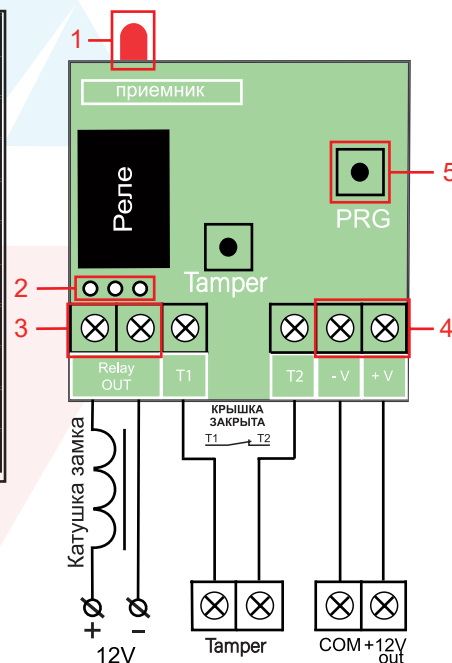 1
приемник
5
Реле
PRG
Tamper
2
3
4
Relay
OUT
T1
T2
- V
+ V
КРЫШКА
ЗАКРЫТА
T1 T2
Катушка замка
+ –
12V
Tamper
COM +12V
out